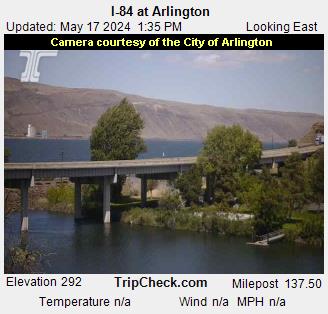 I-84 at Arlington
Updated: May 17 2024 1:35 PM Looking East
Camera courtesy of the City of Arlington
Elevation 292 TripCheck.com Milepost 137.50
Temperature n/a Wind n/a MPH n/a